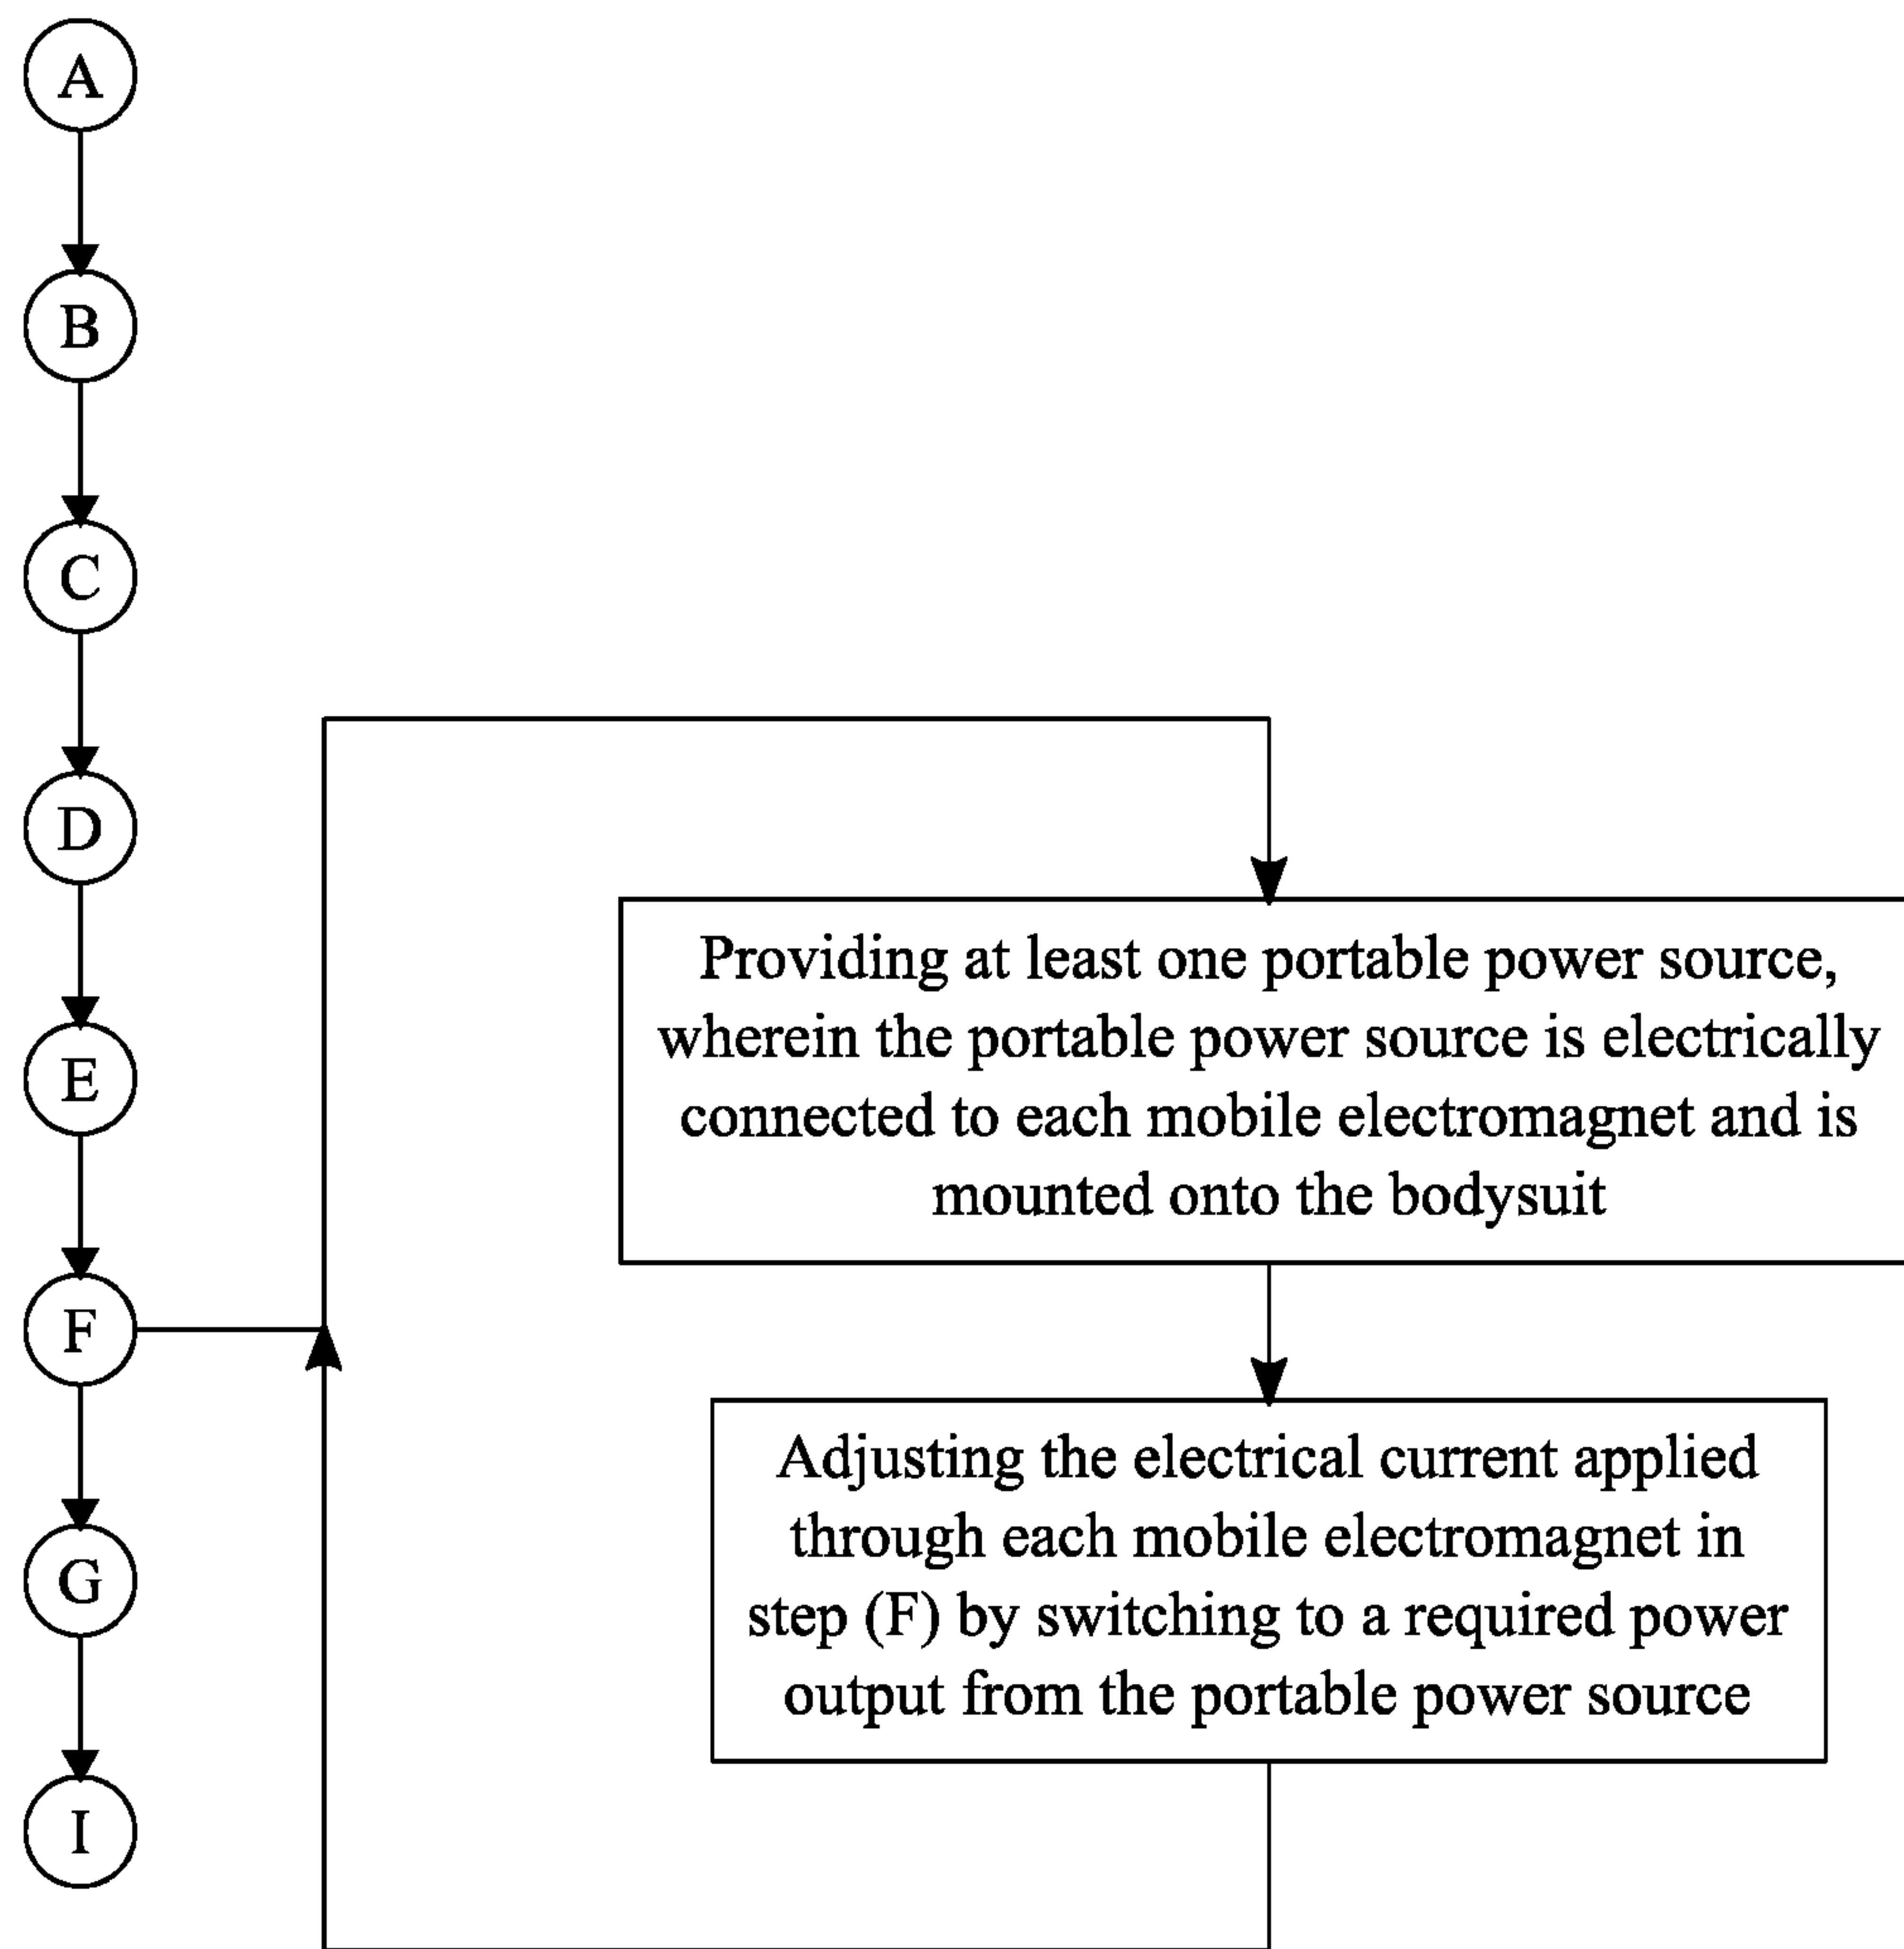 A
B
C
D
E
F
G
I
Providing at least one portable power source,
wherein the portable power source is electrically
connected to each mobile electromagnet and is
mounted onto the bodysuit
Adjusting the electrical current applied
through each mobile electromagnet in
step (F) by switching to a required power
output from the portable power source